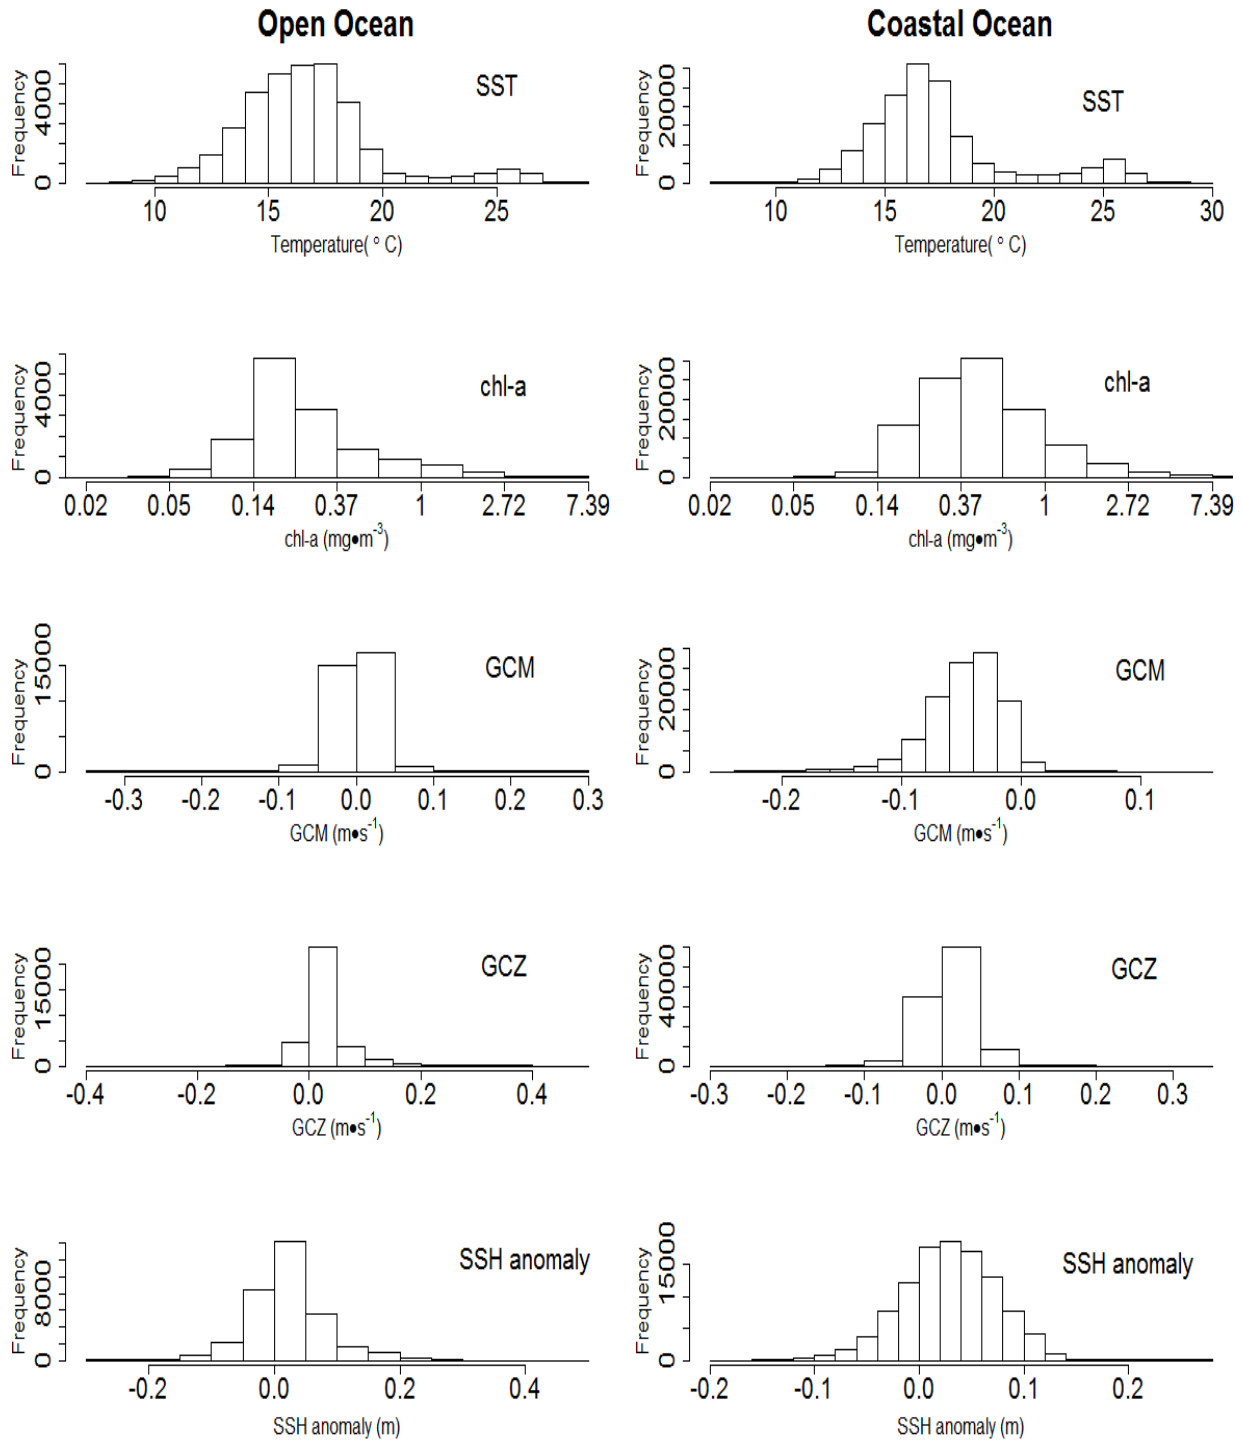 Open Ocean
Coastal Ocean
Frequency
0 4000
SST
10 15 20 25
Temperature( ° C)
Frequency
0 20000
SST
10 15 20 25 30
Temperature( ° C)
Frequency
0 4000
chl-a
0.02 0.05 0.14 0.37 1 2.72 7.39
chl-a (mg•m-3)
Frequency
0 20000
chl-a
0.02 0.05 0.14 0.37 1 2.72 7.39
chl-a (mg•m-3)
Frequency
0 15000
GCM
-0.3 -0.2 -0.1 0.0 0.1 0.2 0.3
GCM (m•s-1)
Frequency
0 20000
GCM
-0.2 -0.1 0.0 0.1
GCM (m•s-1)
Frequency
0 15000
GCZ
-0.4 -0.2 0.0 0.2 0.4
GCZ (m•s-1)
Frequency
0 40000
GCZ
-0.3 -0.2 -0.1 0.0 0.1 0.2 0.3
GCZ (m•s-1)
Frequency
0 8000
SSH anomaly
-0.2 0.0 0.2 0.4
SSH anomaly (m)
Frequency
0 15000
SSH anomaly
-0.2 -0.1 0.0 0.1 0.2
SSH anomaly (m)